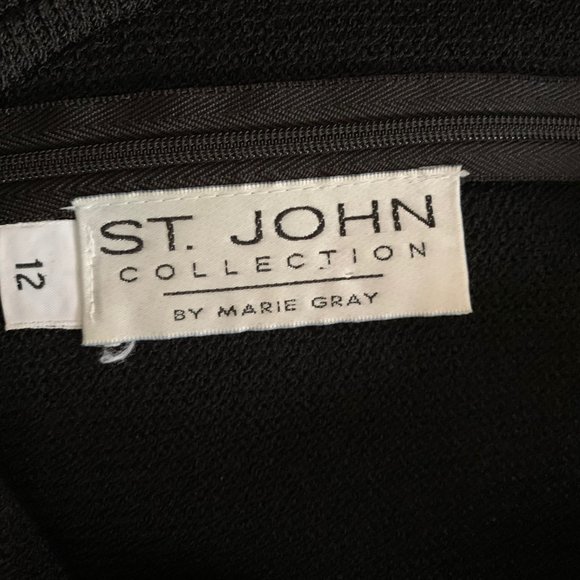 ST. JOHN
COLLECTION
BY MARIE GRAY
12